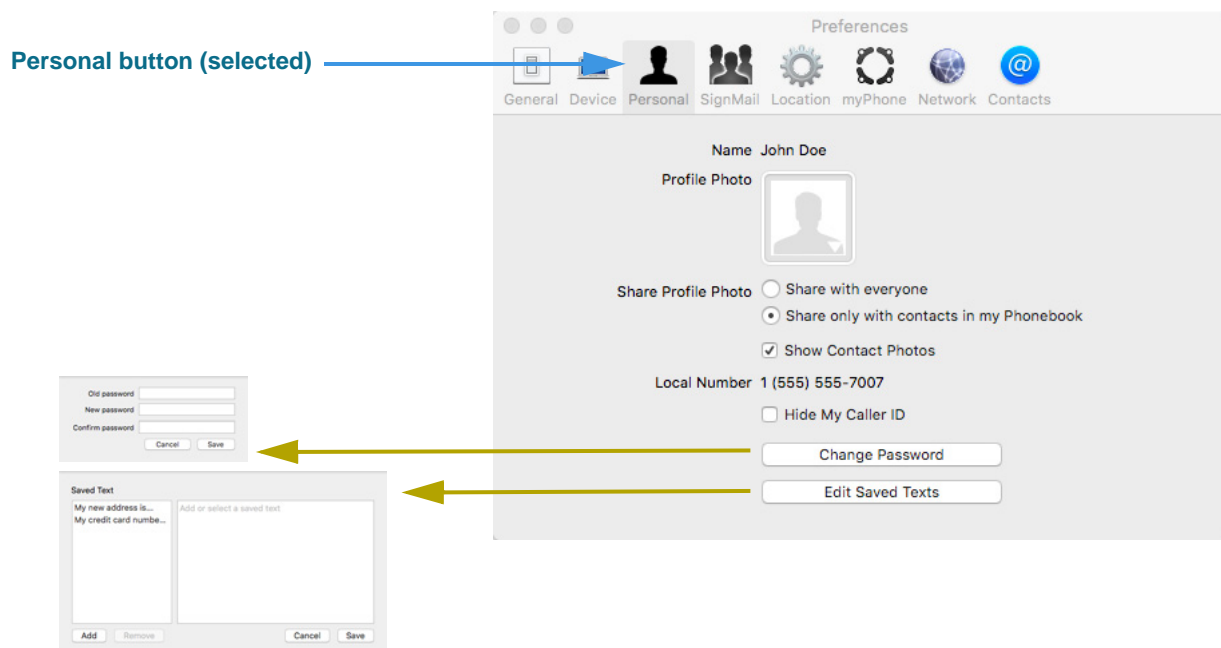 Preferences
Personal button (selected)
General Device Personal SignMail Location myPhone Network Contacts
Name John Doe
Profile Photo
Share Profile Photo Share with everyone
Share only with contacts in my Phonebook
Show Contact Photos
Local Number 1 (555) 555-7007
Hide My Caller ID
Change Password
Edit Saved Texts
Old password
New password
Confirm password
Cancel Save
Saved Text
My new address is... Add or select a saved text
My credit card numbe...
Add Remove Cancel Save